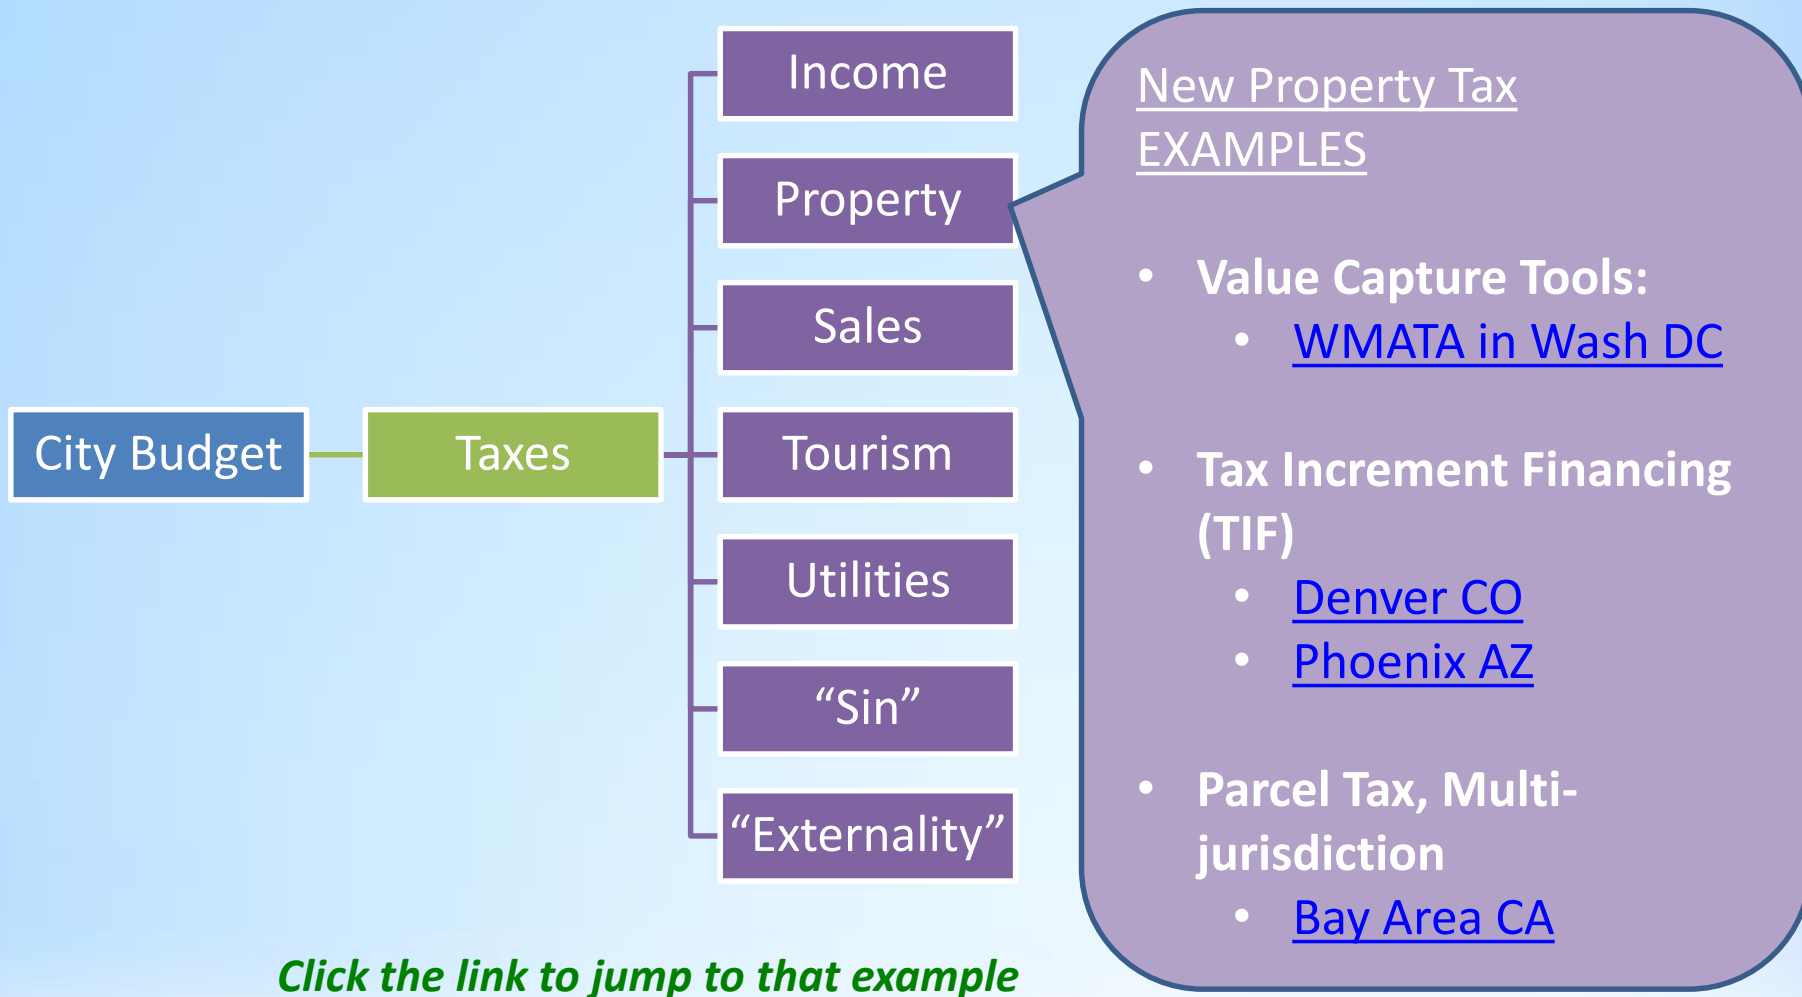 City Budget
Taxes
Income
Property
Sales
Tourism
Utilities
“Sin”
“Externality”
New Property Tax
EXAMPLES
• Value Capture Tools:
• WMATA in Wash DC
• Tax Increment Financing
(TIF)
• Denver CO
• Phoenix AZ
• Parcel Tax, Multi-
jurisdiction
• Bay Area CA
Click the link to jump to that example